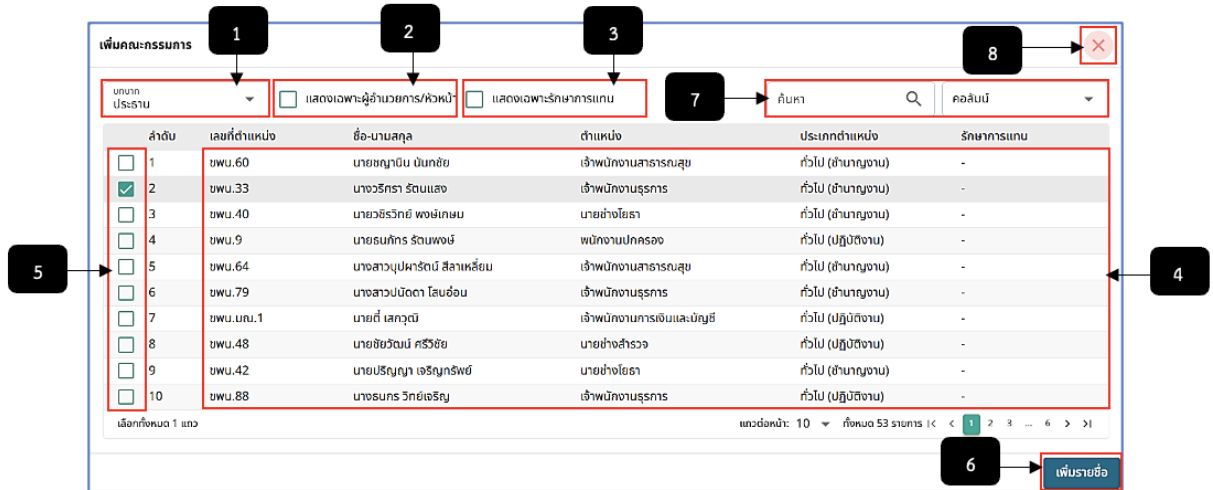 1
2
3
8
เพิ่มคณะกรรมการ
บทบาท
ประธาน
แสดงเฉพาะผู้อำนวยการ/หัวหน้า
แสดงเฉพาะรักษาการแทน
7
ค้นหา
คอลัมน์
ลำดับ เลขที่ตำแหน่ง ชื่อ-นามสกุล ตำแหน่ง ประเภทตำแหน่ง รักษาการแทน
1 ขพน.60 นายชญานิน นันทชัย เจ้าพนักงานสาธารณสุข ทั่วไป (ชำนาญงาน) -
2 ขพน.33 นางวริศรา รัตนแสง เจ้าพนักงานธุรการ ทั่วไป (ชำนาญงาน) -
3 ขพน.40 นายวชิรวิทย์ พงษ์เกษม นายช่างโยธา ทั่วไป (ชำนาญงาน) -
4 ขพน.9 นายธนภัทร รัตนพงษ์ พนักงานปกครอง ทั่วไป (ปฏิบัติงาน) -
5 ขพน.64 นางสาวบุปผารัตน์ สีลาเหลี่ยม เจ้าพนักงานสาธารณสุข ทั่วไป (ชำนาญงาน) -
6 ขพน.79 นางสาวปนัดดา โสนอ่อน เจ้าพนักงานธุรการ ทั่วไป (ชำนาญงาน) -
7 ขพน.มณ.1 นายตี๋ เสกวุฒิ เจ้าพนักงานการเงินและบัญชี ทั่วไป (ปฏิบัติงาน) -
8 ขพน.48 นายชัยวัฒน์ ศรีวิชัย นายช่างสำรวจ ทั่วไป (ปฏิบัติงาน) -
9 ขพน.42 นายปริญญา เจริญทรัพย์ นายช่างโยธา ทั่วไป (ชำนาญงาน) -
10 ขพน.88 นางธนกร วิทย์เจริญ เจ้าพนักงานธุรการ ทั่วไป (ปฏิบัติงาน) -
5
4
เลือกทั้งหมด 1 แถว
แถวต่อหน้า: 10 ทั้งหมด 53 รายการ 1 2 3 ... 6
6
เพิ่มรายชื่อ